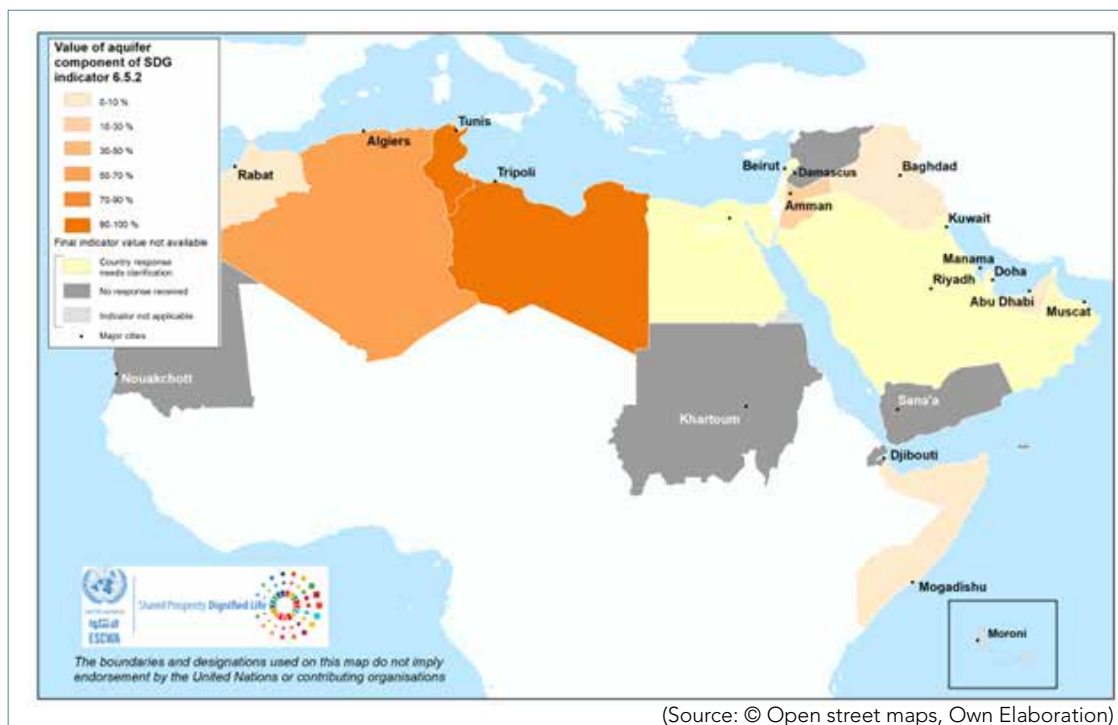 Value of aquifer
component of SDG
indicator 6.5.2
0-10 %
10-30 %
30-50 %
50-70 %
70-90 %
90-100 %
Final indicator value not available
Country response
needs clarification
No response received
Indicator not applicable
Major cities
Tunis
Algiers
Rabat
Tripoli
Beirut
Damascus
Baghdad
Amman
Kuwait
Manama
Doha
Riyadh
Abu Dhabi
Muscat
Nouakchott
Khartoum
Sana'a
Djibouti
Mogadishu
Moroni
UNITED NATIONS
الإسكوا
ESCWA
Shared Prosperity Dignified Life
The boundaries and designations used on this map do not imply
endorsement by the United Nations or contributing organisations
(Source: © Open street maps, Own Elaboration)